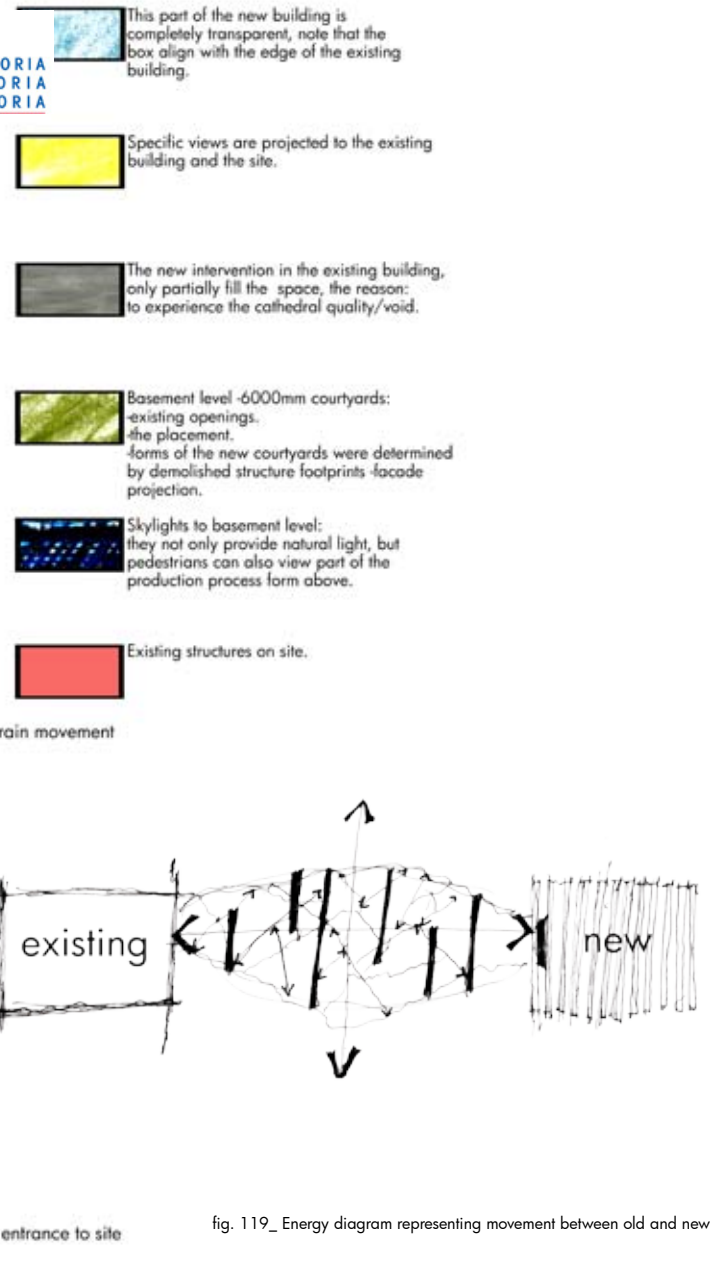 This part of the new building is
completely transparent, note that the
box align with the edge of the existing
building.
ORIA
ORIA
ORIA
Specific views are projected to the existing
building and the site.
The new intervention in the existing building,
only partially fill the space, the reason:
to experience the cathedral quality/void.
Basement level -6000mm courtyards:
-existing openings.
-the placement.
-forms of the new courtyards were determined
by demolished structure footprints -facade
projection.
Skylights to basement level:
they not only provide natural light, but
pedestrians can also view part of the
production process form above.
Existing structures on site.
rain movement
existing
new
fig. 119_ Energy diagram representing movement between old and new
entrance to site